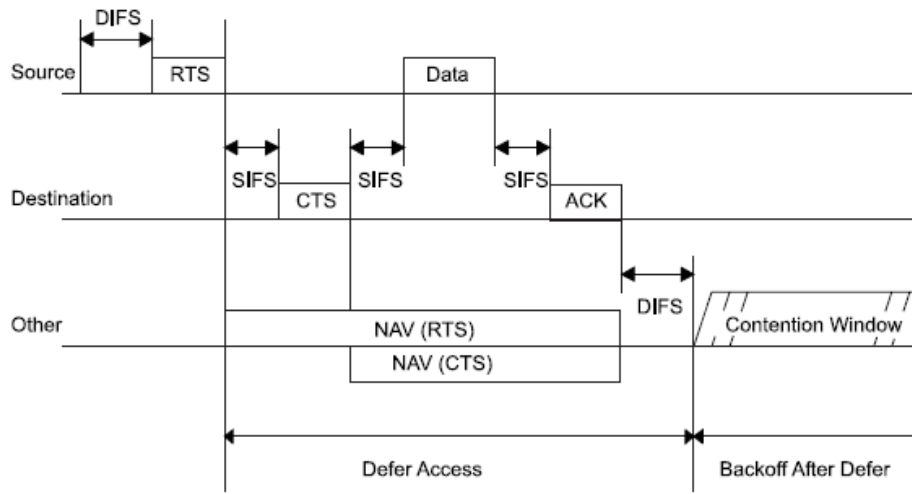 DIFS
Source
RTS
Data
SIFS
SIFS
SIFS
Destination
CTS
ACK
DIFS
Other
NAV (RTS)
Contention Window
NAV (CTS)
Defer Access
Backoff After Defer